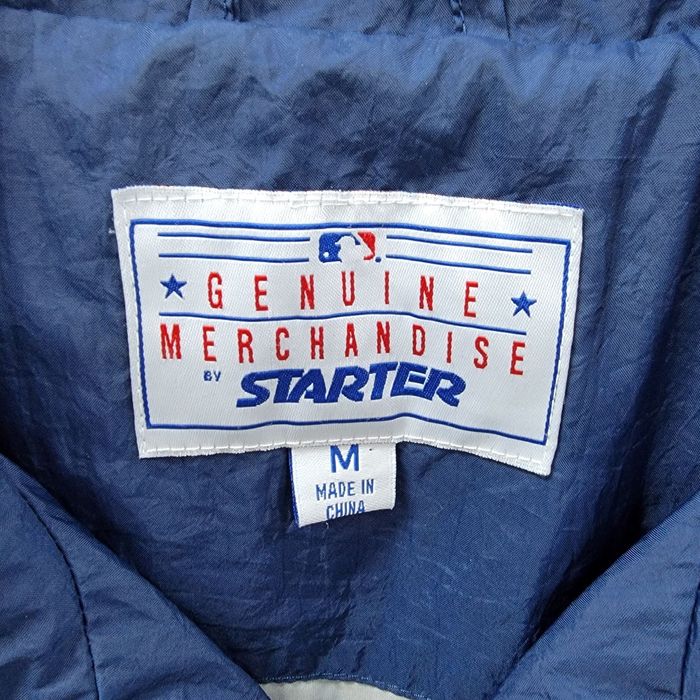 GENUINE
MERCHANDISE
BY STARTER
M
MADE IN
CHINA